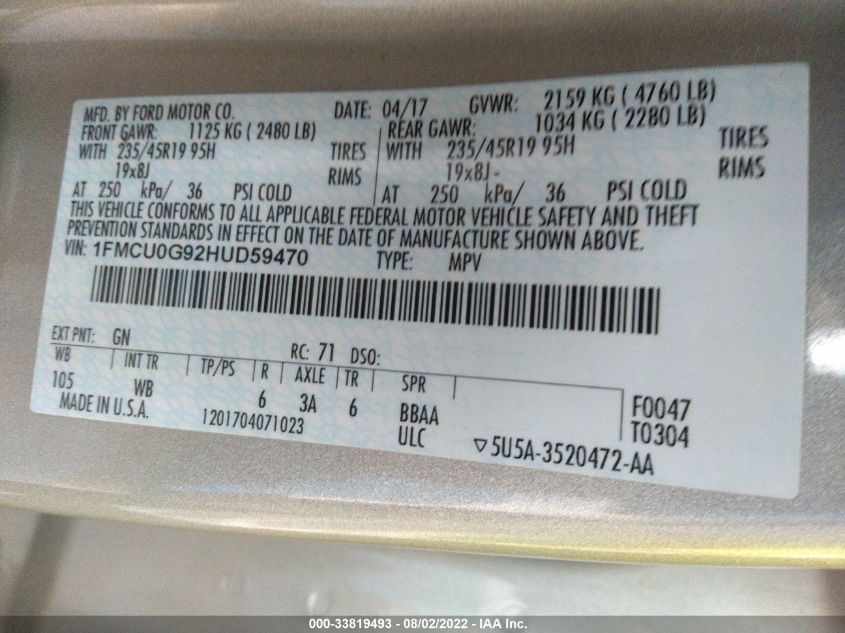 MFD. BY FORD MOTOR CO. DATE: 04/17 GVWR: 2159 KG ( 4760 LB)
FRONT GAWR: 1125 KG ( 2480 LB) REAR GAWR: 1034 KG ( 2280 LB)
WITH 235/45R19 95H TIRES WITH 235/45R19 95H TIRES
19x8J RIMS 19x8J - RIMS
AT 250 kPa/ 36 PSI COLD AT 250 kPa/ 36 PSI COLD
THIS VEHICLE CONFORMS TO ALL APPLICABLE FEDERAL MOTOR VEHICLE SAFETY AND THEFT
PREVENTION STANDARDS IN EFFECT ON THE DATE OF MANUFACTURE SHOWN ABOVE.
VIN: 1FMCU0G92HUD59470 TYPE: MPV
EXT PNT: GN RC: 71 DSO:
WB INT TR TP/PS R AXLE TR SPR
105 WB 6 3A 6 BBAA F0047
MADE IN U.S.A. 1201704071023 ULC T0304
▽5U5A-3520472-AA
000-33819493 - 08/02/2022 - IAA Inc.